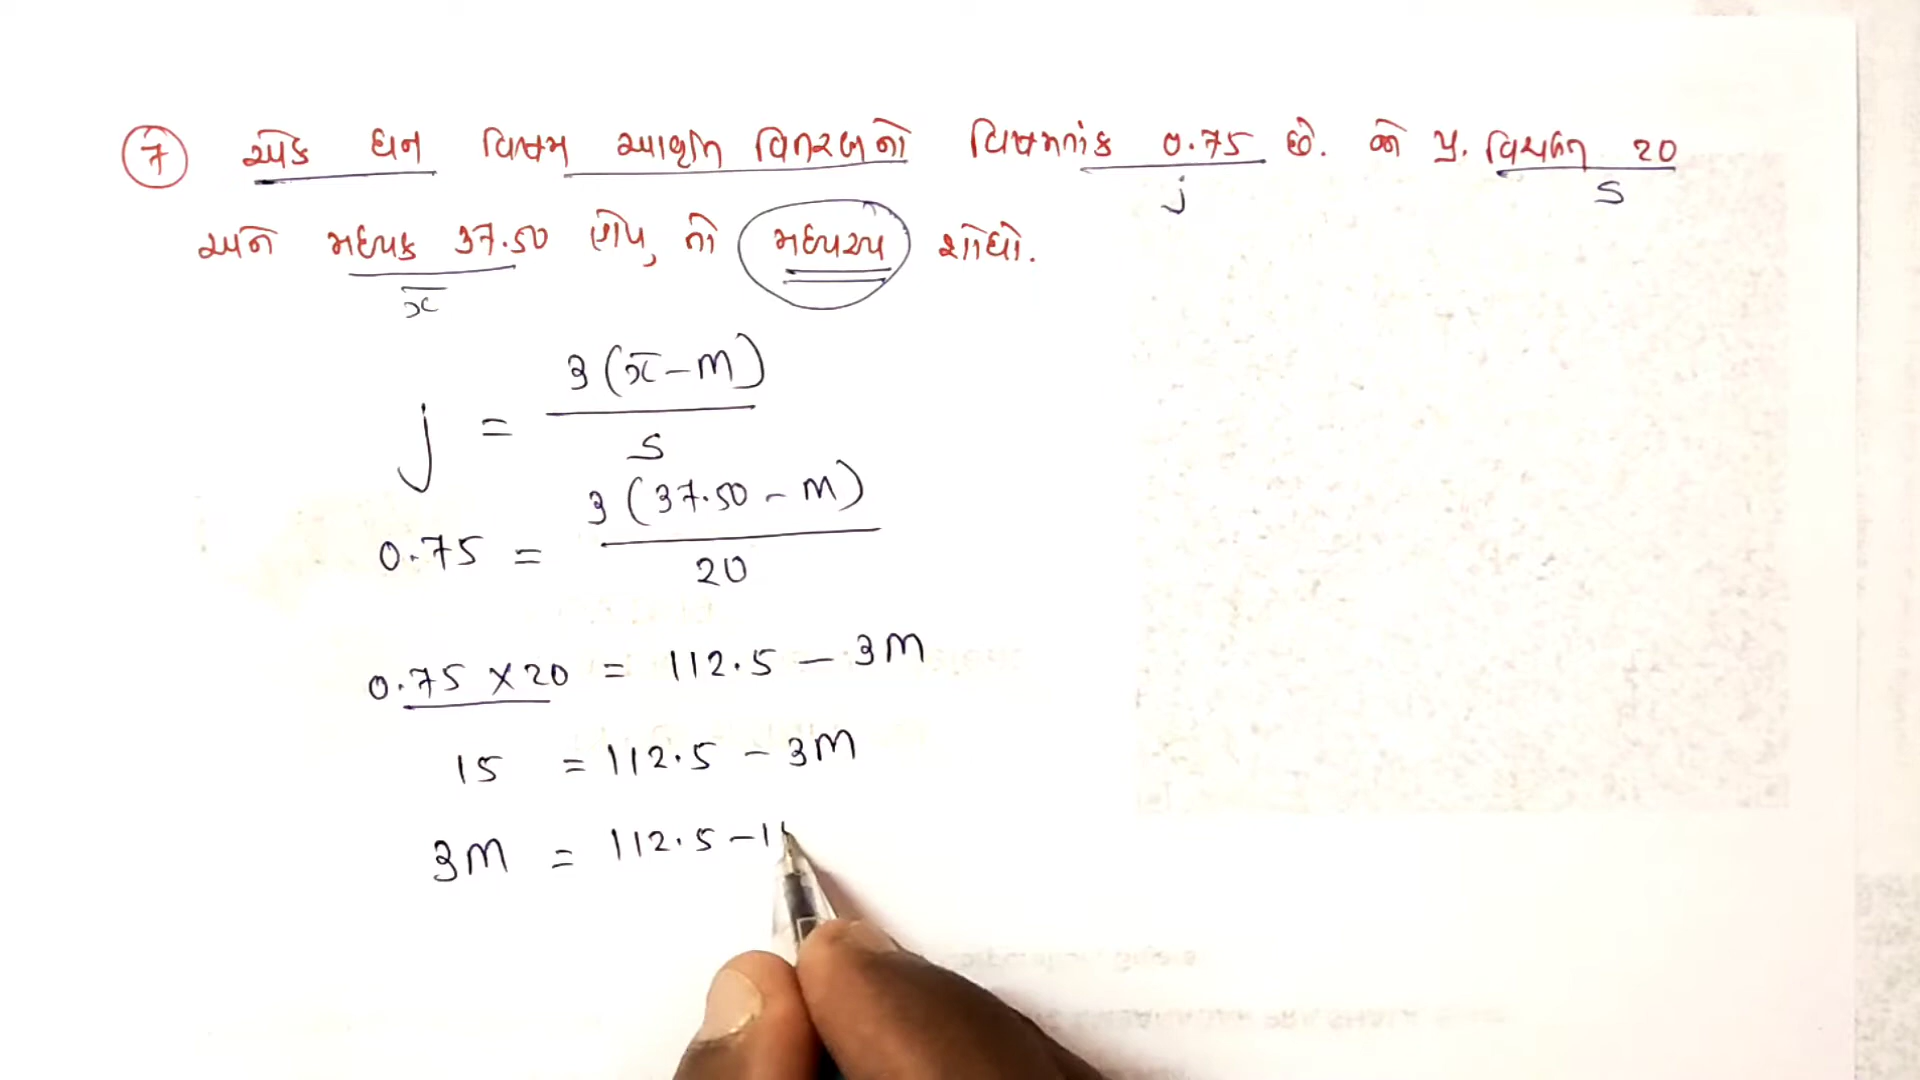 7 એક ઘન વિષમ આવૃત્તિ વિતરણનો વિષમતાંક 0.75 છે. જો પ્ર. વિચલન 20
j
s
અને મધ્યક 37.50 હોય, તો મધ્યસ્થ શોધો.
x̄
j = 3(x̄ - M) / s
0.75 = 3(37.50 - M) / 20
0.75 × 20 = 112.5 - 3M
15 = 112.5 - 3M
3M = 112.5 - 1